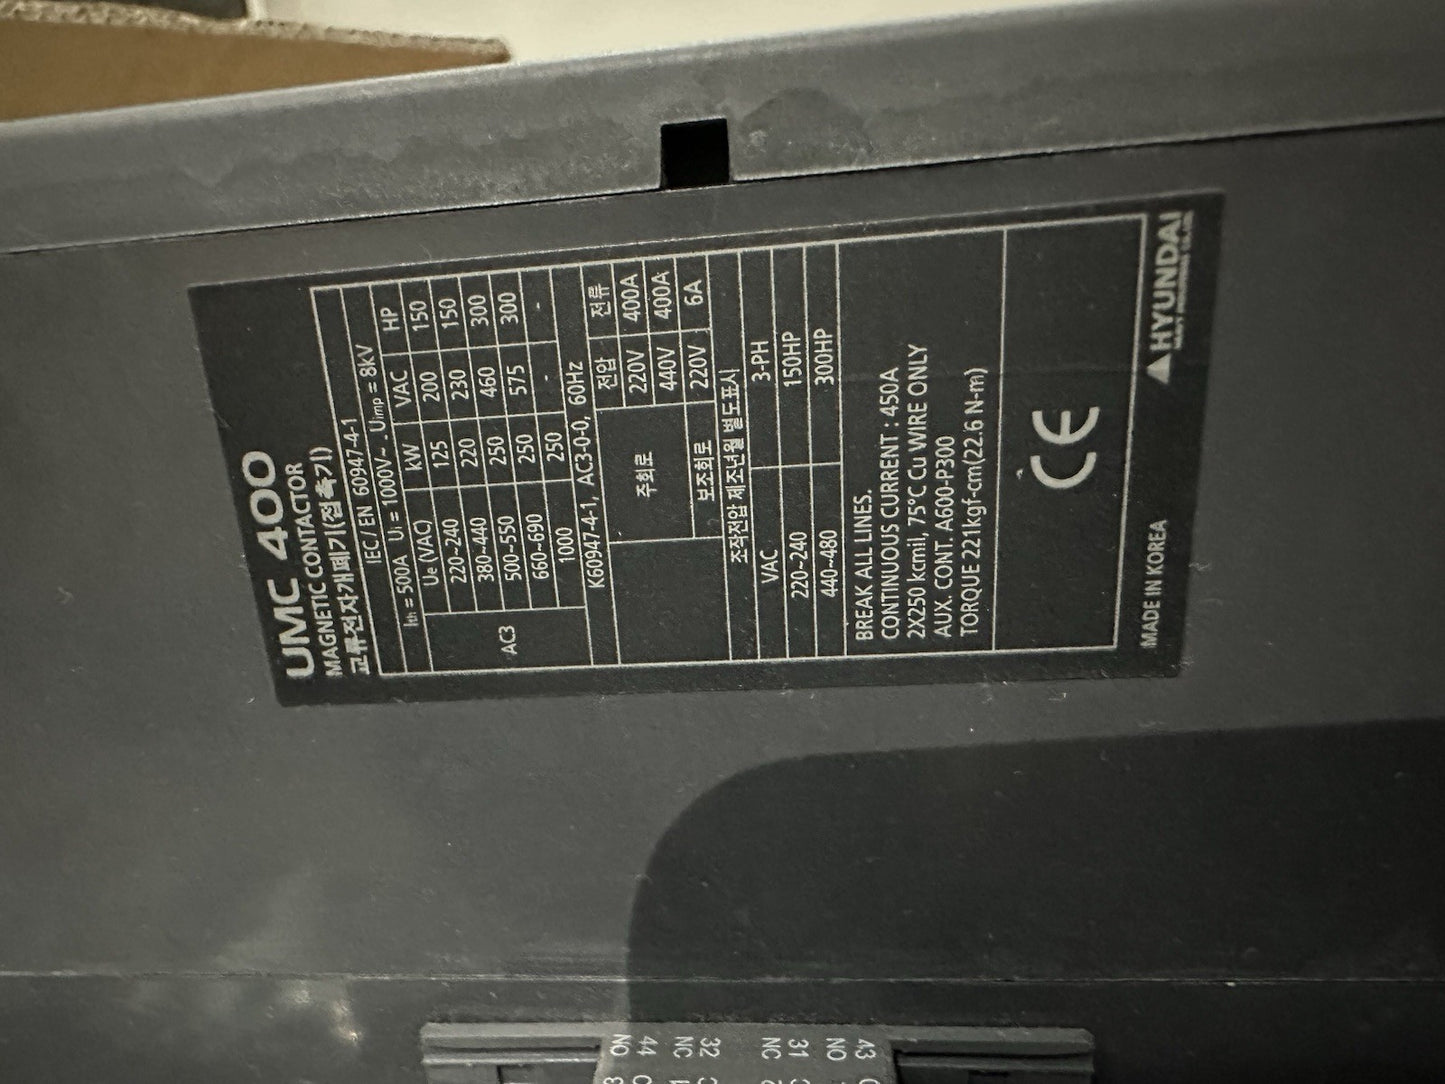 UMC 400
MAGNETIC CONTACTOR
교류전자개폐기(접촉기)
IEC / EN 60947-4-1
Ith = 500A Ui = 1000V~ Uimp = 8kV
AC3
Ue (VAC) kW VAC HP
220~240 125 200 150
380~440 220 230 150
500~550 250 460 300
660~690 250 575 300
1000 250 - -
K60947-4-1, AC3-0-0, 60Hz
전압 전류
주회로 220V 400A
440V 400A
보조회로 220V 6A
조작전압 제조년월 별도표시
VAC 3-PH
220~240 150HP
440~480 300HP
BREAK ALL LINES.
CONTINUOUS CURRENT : 450A
2X250 kcmil, 75°C Cu WIRE ONLY
AUX. CONT. A600-P300
TORQUE 221kgf-cm(22.6 N-m)
CE
MADE IN KOREA
HYUNDAI
43 NO
31 NC
32 NC
44 NO